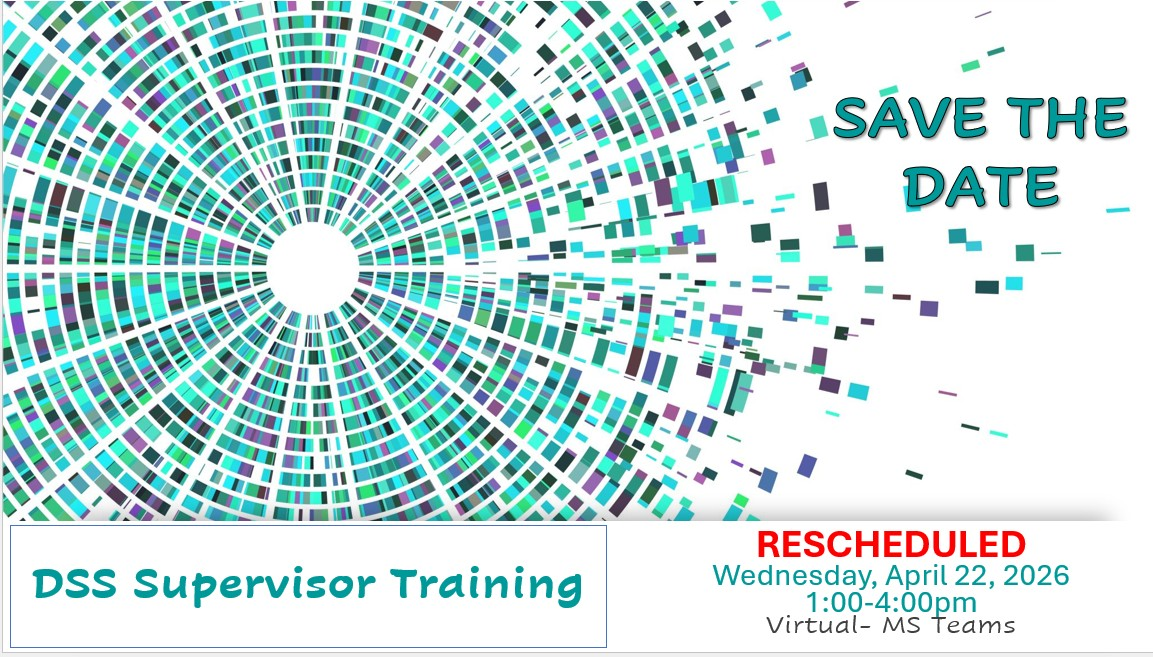 SAVE THE
DATE
DSS Supervisor Training
RESCHEDULED
Wednesday, April 22, 2026
1:00-4:00pm
Virtual- MS Teams